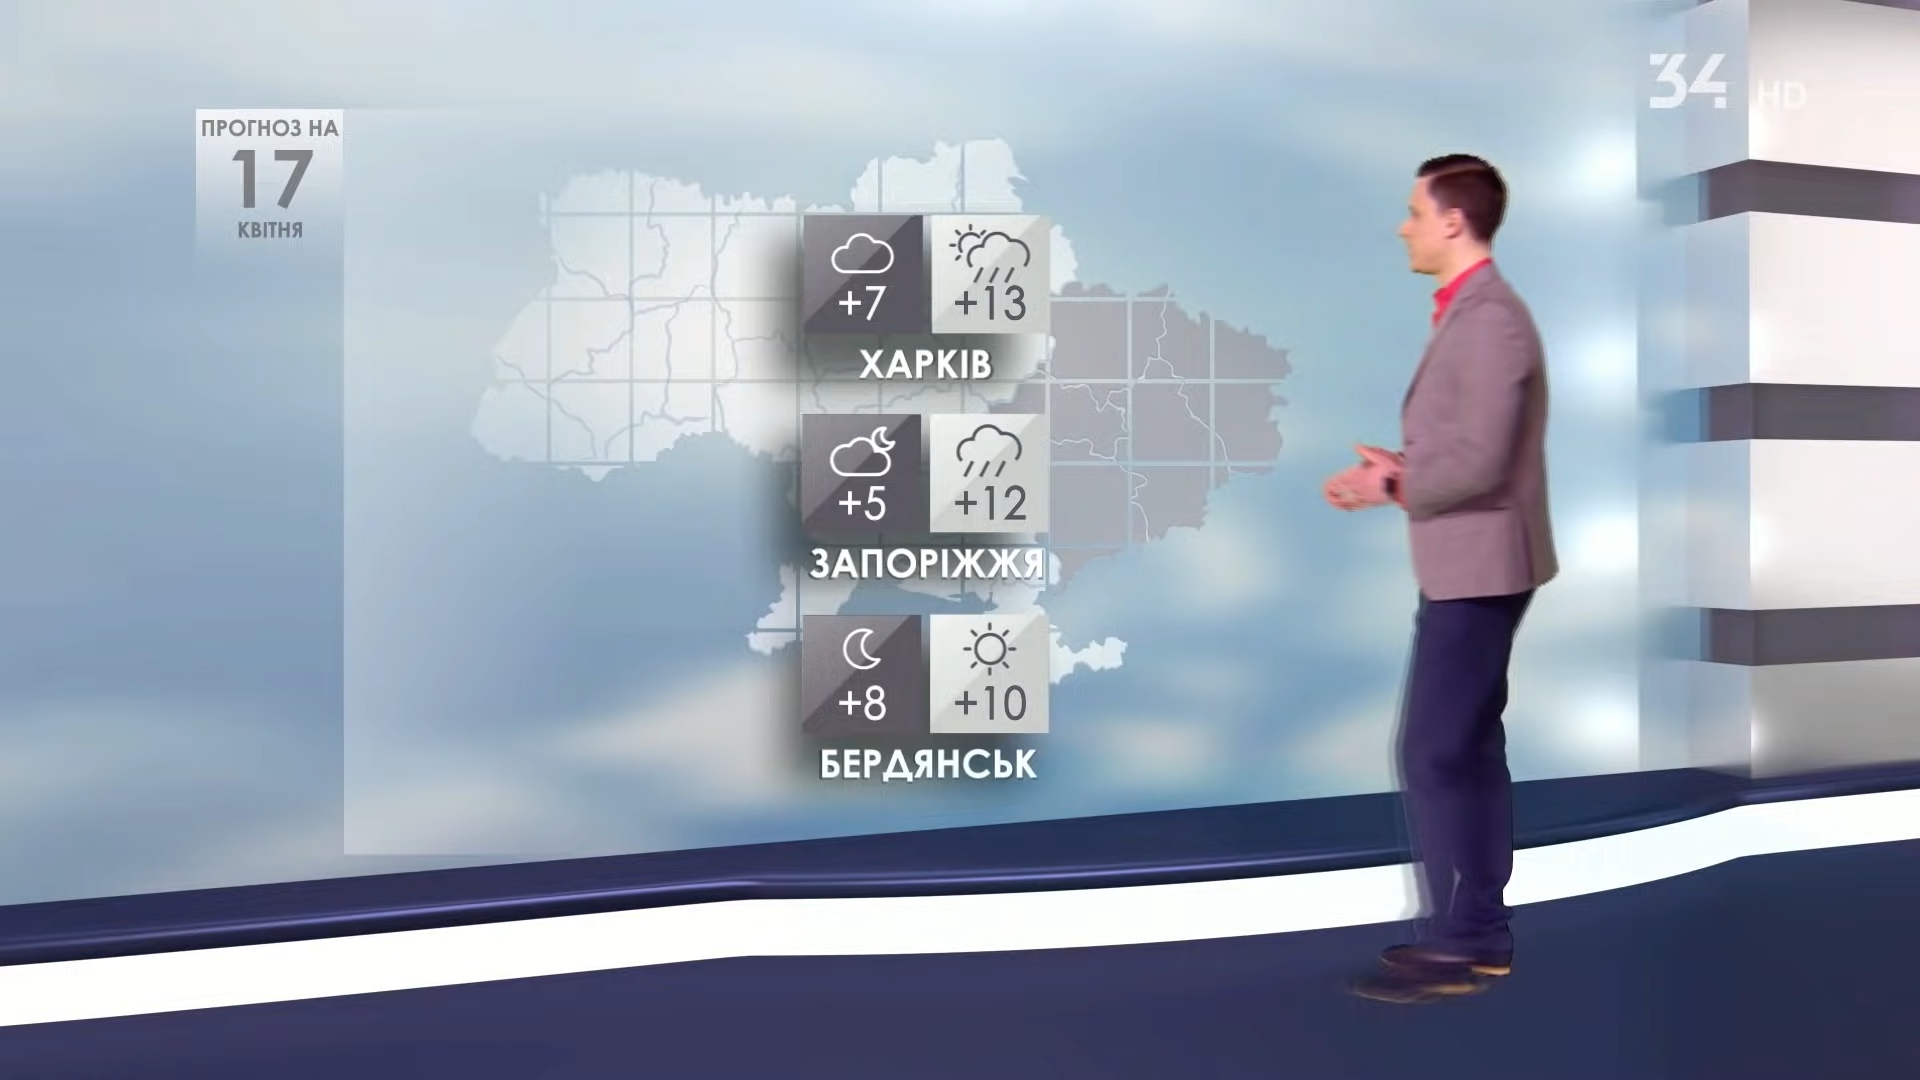 34 HD
ПРОГНОЗ НА
17
КВІТНЯ
+7 +13
ХАРКІВ
+5 +12
ЗАПОРІЖЖЯ
+8 +10
БЕРДЯНСЬК